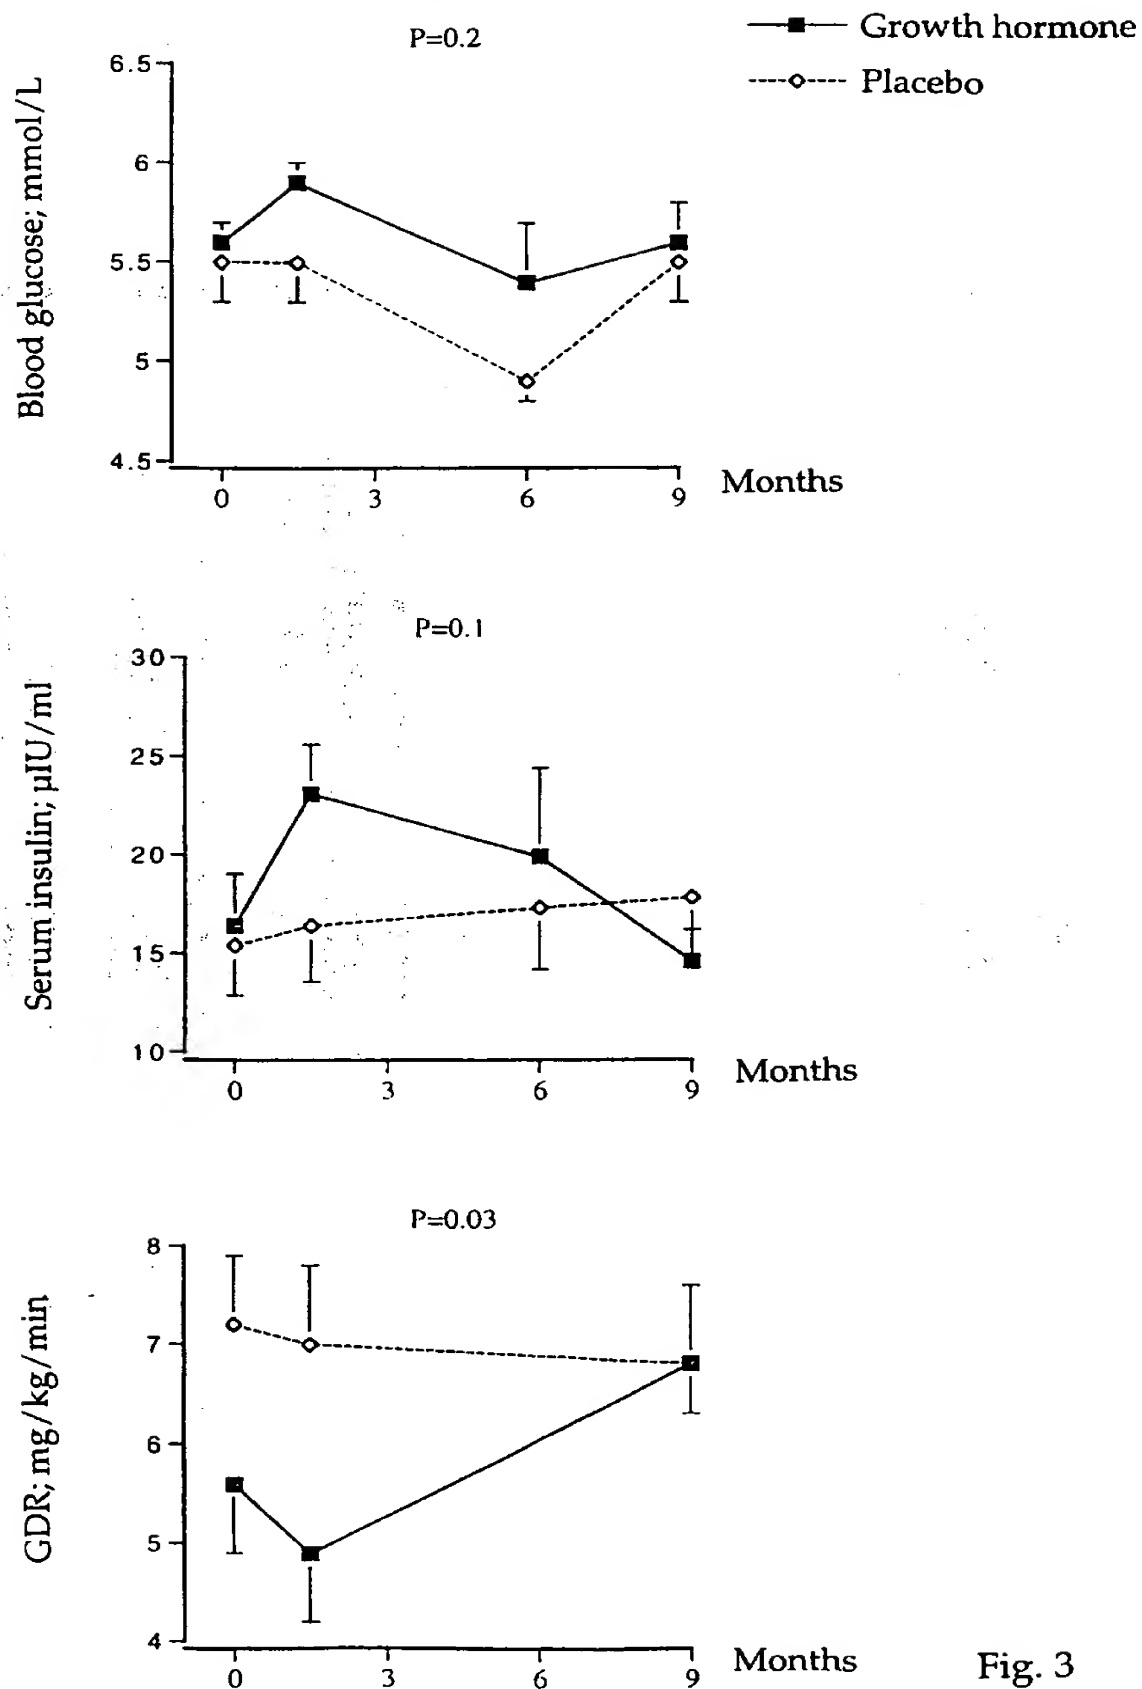 P=0.2
Growth hormone
Placebo
Blood glucose; mmol/L
6.5
6
5.5
5
4.5
0 3 6 9 Months
P=0.1
Serum insulin; µIU/ml
30
25
20
15
10
0 3 6 9 Months
P=0.03
GDR; mg/kg/min
8
7
6
5
4
0 3 6 9 Months
Fig. 3